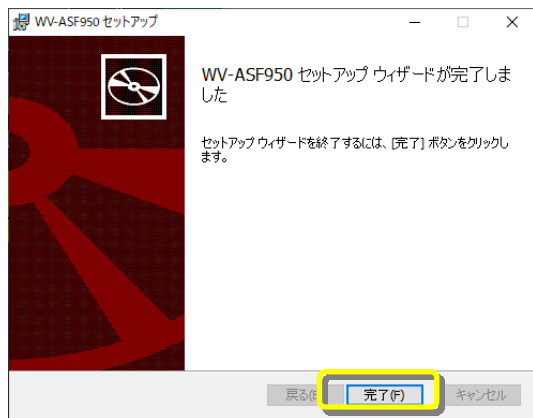 WV-ASF950 セットアップ
WV-ASF950 セットアップ ウィザードが完了しま
した
セットアップ ウィザードを終了するには、[完了] ボタンをクリックし
ます。
戻る(
完了(F)
キャンセル